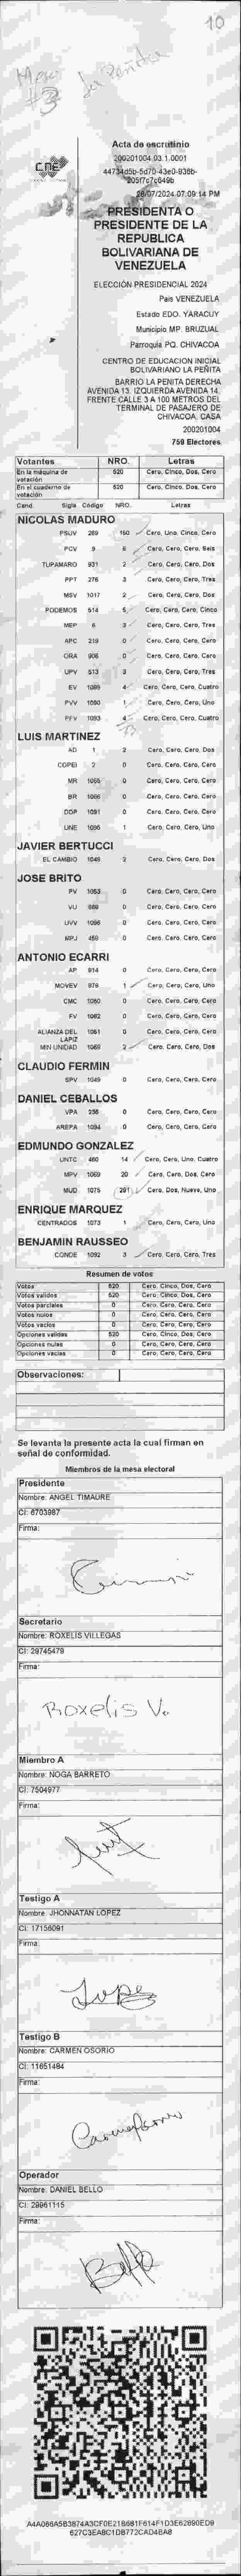 10
Mesa
#3
La Peñita
CNE
Acta de escrutinio
200201004.03.1.0001
28/07/2024 07:09:14 PM
PRESIDENTA O
PRESIDENTE DE LA
REPUBLICA
BOLIVARIANA DE
VENEZUELA
ELECCIÓN PRESIDENCIAL 2024
País VENEZUELA
Estado EDO. YARACUY
Municipio MP. BRUZUAL
Parroquia PQ. CHIVACOA
CENTRO DE EDUCACION INICIAL
BOLIVARIANO LA PEÑITA
BARRIO LA PENITA DERECHA
AVENIDA 13. IZQUIERDA AVENIDA 14.
FRENTE CALLE 3 A 100 METROS DEL
TERMINAL DE PASAJERO DE
CHIVACOA. CASA
200201004
759 Electores
Votantes NRO. Letras
En la máquina de votación 520 Cero, Cinco, Dos, Cero
En el cuaderno de votación 520 Cero, Cinco, Dos, Cero
Cand. Sigla Código NRO. Letras
NICOLAS MADURO
PSUV 269 150 Cero, Uno, Cinco, Cero
PCV 9 6 Cero, Cero, Cero, Seis
TUPAMARO 931 2 Cero, Cero, Cero, Dos
PPT 276 3 Cero, Cero, Cero, Tres
MSV 1017 2 Cero, Cero, Cero, Dos
PODEMOS 514 5 Cero, Cero, Cero, Cinco
MEP 6 3 Cero, Cero, Cero, Tres
APC 219 0 Cero, Cero, Cero, Cero
ORA 906 0 Cero, Cero, Cero, Cero
UPV 513 3 Cero, Cero, Cero, Tres
EV 1089 4 Cero, Cero, Cero, Cuatro
PVV 1090 1 Cero, Cero, Cero, Uno
PFV 1093 4 Cero, Cero, Cero, Cuatro
LUIS MARTINEZ
AD 1 2 Cero, Cero, Cero, Dos
COPEI 2 0 Cero, Cero, Cero, Cero
MR 1065 0 Cero, Cero, Cero, Cero
BR 1066 0 Cero, Cero, Cero, Cero
DDP 1091 0 Cero, Cero, Cero, Cero
UNE 1095 1 Cero, Cero, Cero, Uno
JAVIER BERTUCCI
EL CAMBIO 1048 2 Cero, Cero, Cero, Dos
JOSE BRITO
PV 1053 0 Cero, Cero, Cero, Cero
VU 869 0 Cero, Cero, Cero, Cero
UVV 1096 0 Cero, Cero, Cero, Cero
MPJ 458 0 Cero, Cero, Cero, Cero
ANTONIO ECARRI
AP 914 0 Cero, Cero, Cero, Cero
MOVEV 976 1 Cero, Cero, Cero, Uno
CMC 1080 0 Cero, Cero, Cero, Cero
FV 1082 0 Cero, Cero, Cero, Cero
ALIANZA DEL LAPIZ 1061 0 Cero, Cero, Cero, Cero
MIN UNIDAD 1069 2 Cero, Cero, Cero, Dos
CLAUDIO FERMIN
SPV 1049 0 Cero, Cero, Cero, Cero
DANIEL CEBALLOS
VPA 236 0 Cero, Cero, Cero, Cero
AREPA 1094 0 Cero, Cero, Cero, Cero
EDMUNDO GONZALEZ
UNTC 460 14 Cero, Cero, Uno, Cuatro
MPV 1069 20 Cero, Cero, Dos, Cero
MUD 1075 291 Cero, Dos, Nueve, Uno
ENRIQUE MARQUEZ
CENTRADOS 1073 1 Cero, Cero, Cero, Uno
BENJAMIN RAUSSEO
CONDE 1092 3 Cero, Cero, Cero, Tres
Resumen de votos
Votos 520 Cero, Cinco, Dos, Cero
Votos validos 520 Cero, Cinco, Dos, Cero
Votos parciales 0 Cero, Cero, Cero, Cero
Votos nulos 0 Cero, Cero, Cero, Cero
Votos vacios 0 Cero, Cero, Cero, Cero
Opciones validas 520 Cero, Cinco, Dos, Cero
Opciones nulas 0 Cero, Cero, Cero, Cero
Opciones vacias 0 Cero, Cero, Cero, Cero
Observaciones:
Se levanta la presente acta la cual firman en
señal de conformidad.
Miembros de la mesa electoral
Presidente
Nombre: ANGEL TIMAURE
CI: 6703987
Firma:
Secretario
Nombre: ROXELIS VILLEGAS
CI: 29745479
Firma:
Roxelis V.
Miembro A
Nombre: NOGA BARRETO
CI: 7504977
Firma:
Testigo A
Nombre: JHONNATAN LOPEZ
CI: 17156091
Firma:
Lopez
Testigo B
Nombre: CARMEN OSORIO
CI: 11651484
Firma:
Carmen Osorio
Operador
Nombre: DANIEL BELLO
CI: 29961115
Firma:
Bello